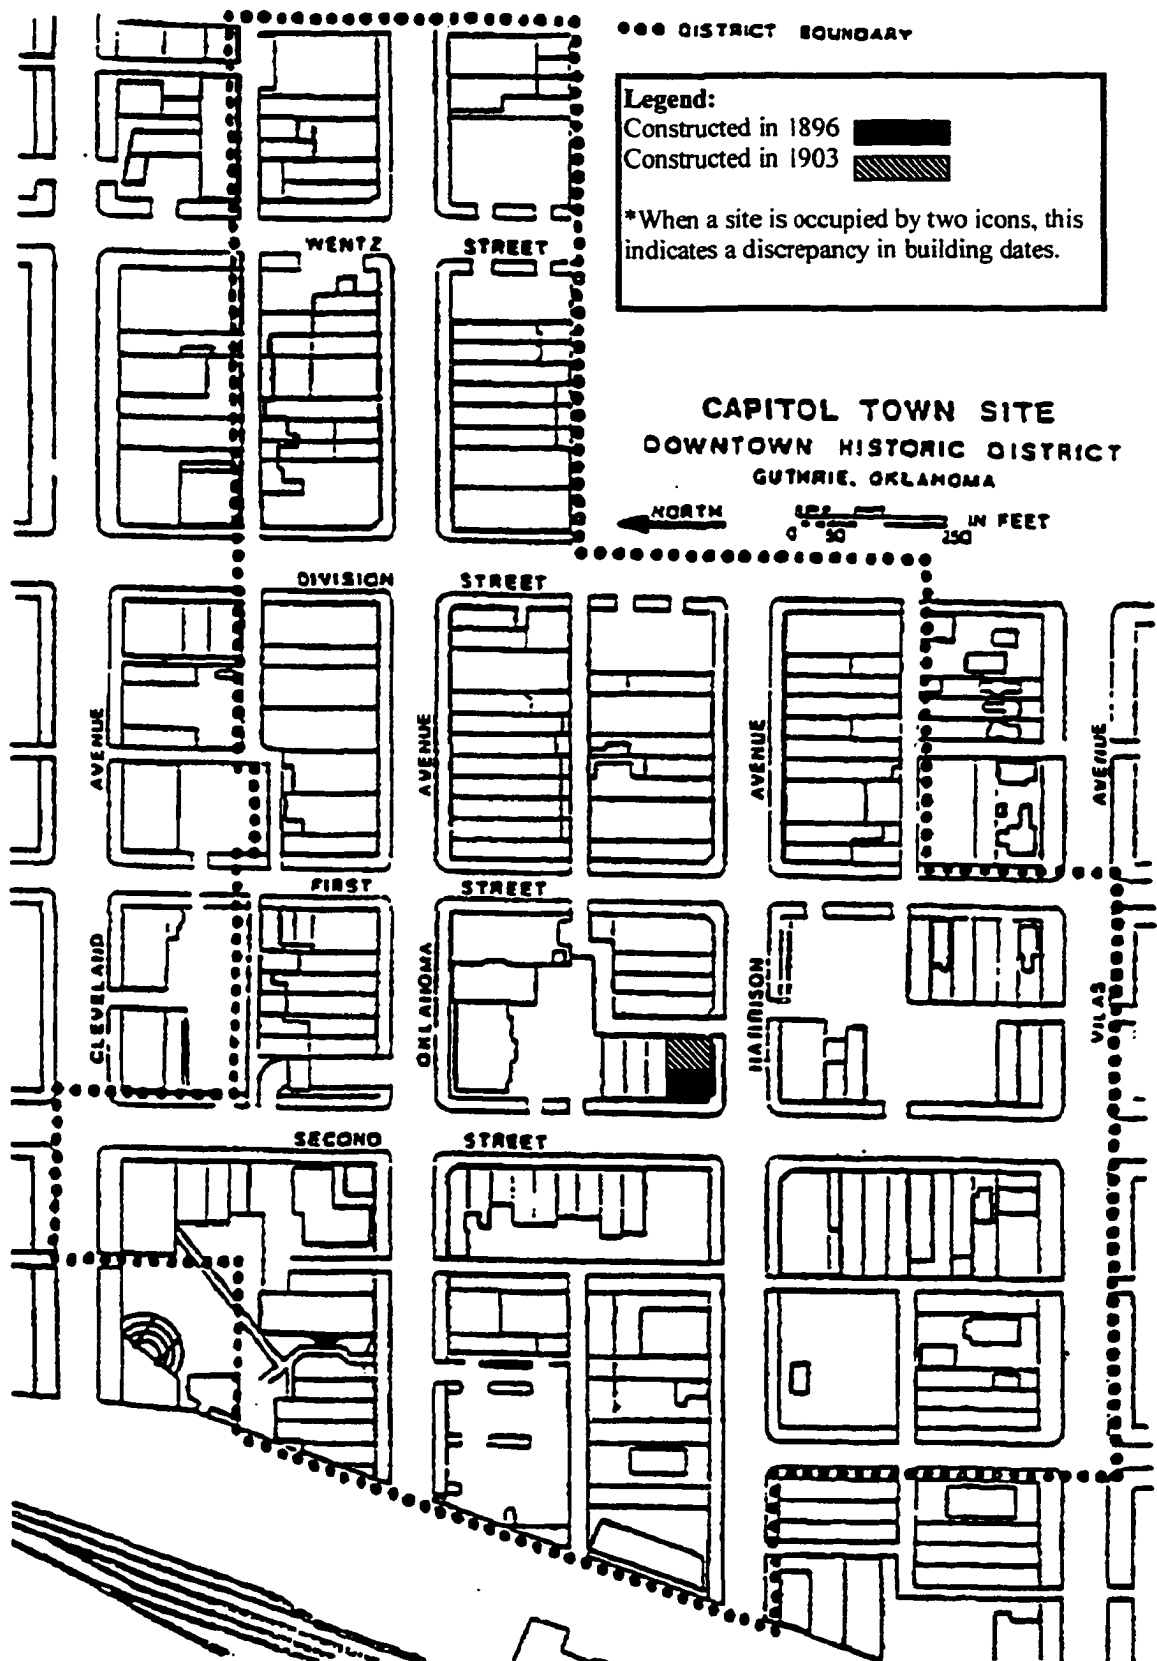 DISTRICT BOUNDARY
Legend:
Constructed in 1896
Constructed in 1903
*When a site is occupied by two icons, this
indicates a discrepancy in building dates.
WENTZ STREET
CAPITOL TOWN SITE
DOWNTOWN HISTORIC DISTRICT
GUTHRIE, OKLAHOMA
NORTH
0 50 250 IN FEET
DIVISION STREET
AVENUE
AVENUE
AVENUE
AVENUE
FIRST STREET
CLEVELAND
OKLAHOMA
HARRISON
VILAS
SECOND STREET